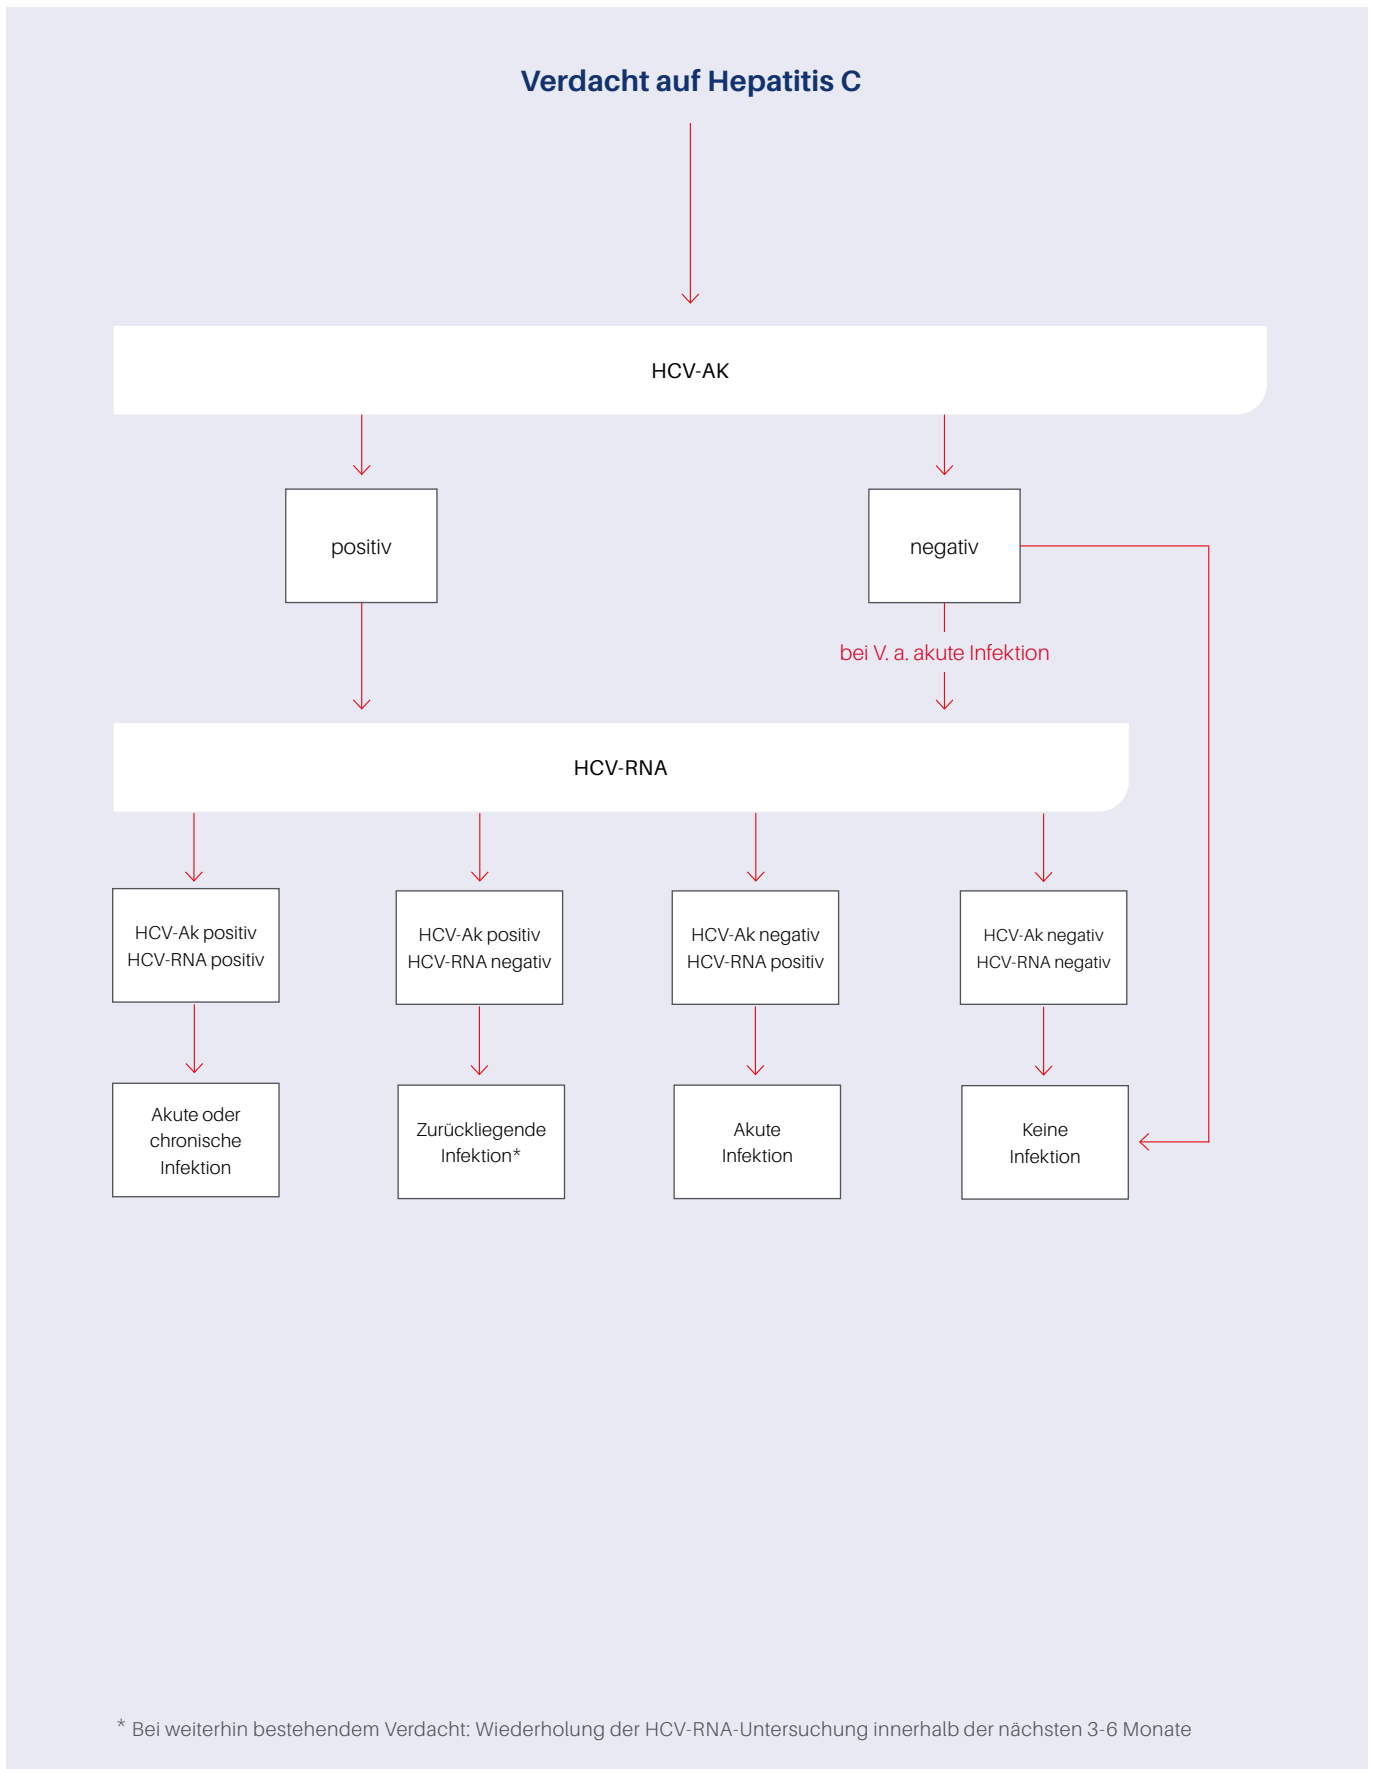 Verdacht auf Hepatitis C
HCV-AK
positiv
negativ
bei V. a. akute Infektion
HCV-RNA
HCV-Ak positiv
HCV-RNA positiv
HCV-Ak positiv
HCV-RNA negativ
HCV-Ak negativ
HCV-RNA positiv
HCV-Ak negativ
HCV-RNA negativ
Akute oder
chronische
Infektion
Zurückliegende
Infektion*
Akute
Infektion
Keine
Infektion
* Bei weiterhin bestehendem Verdacht: Wiederholung der HCV-RNA-Untersuchung innerhalb der nächsten 3-6 Monate